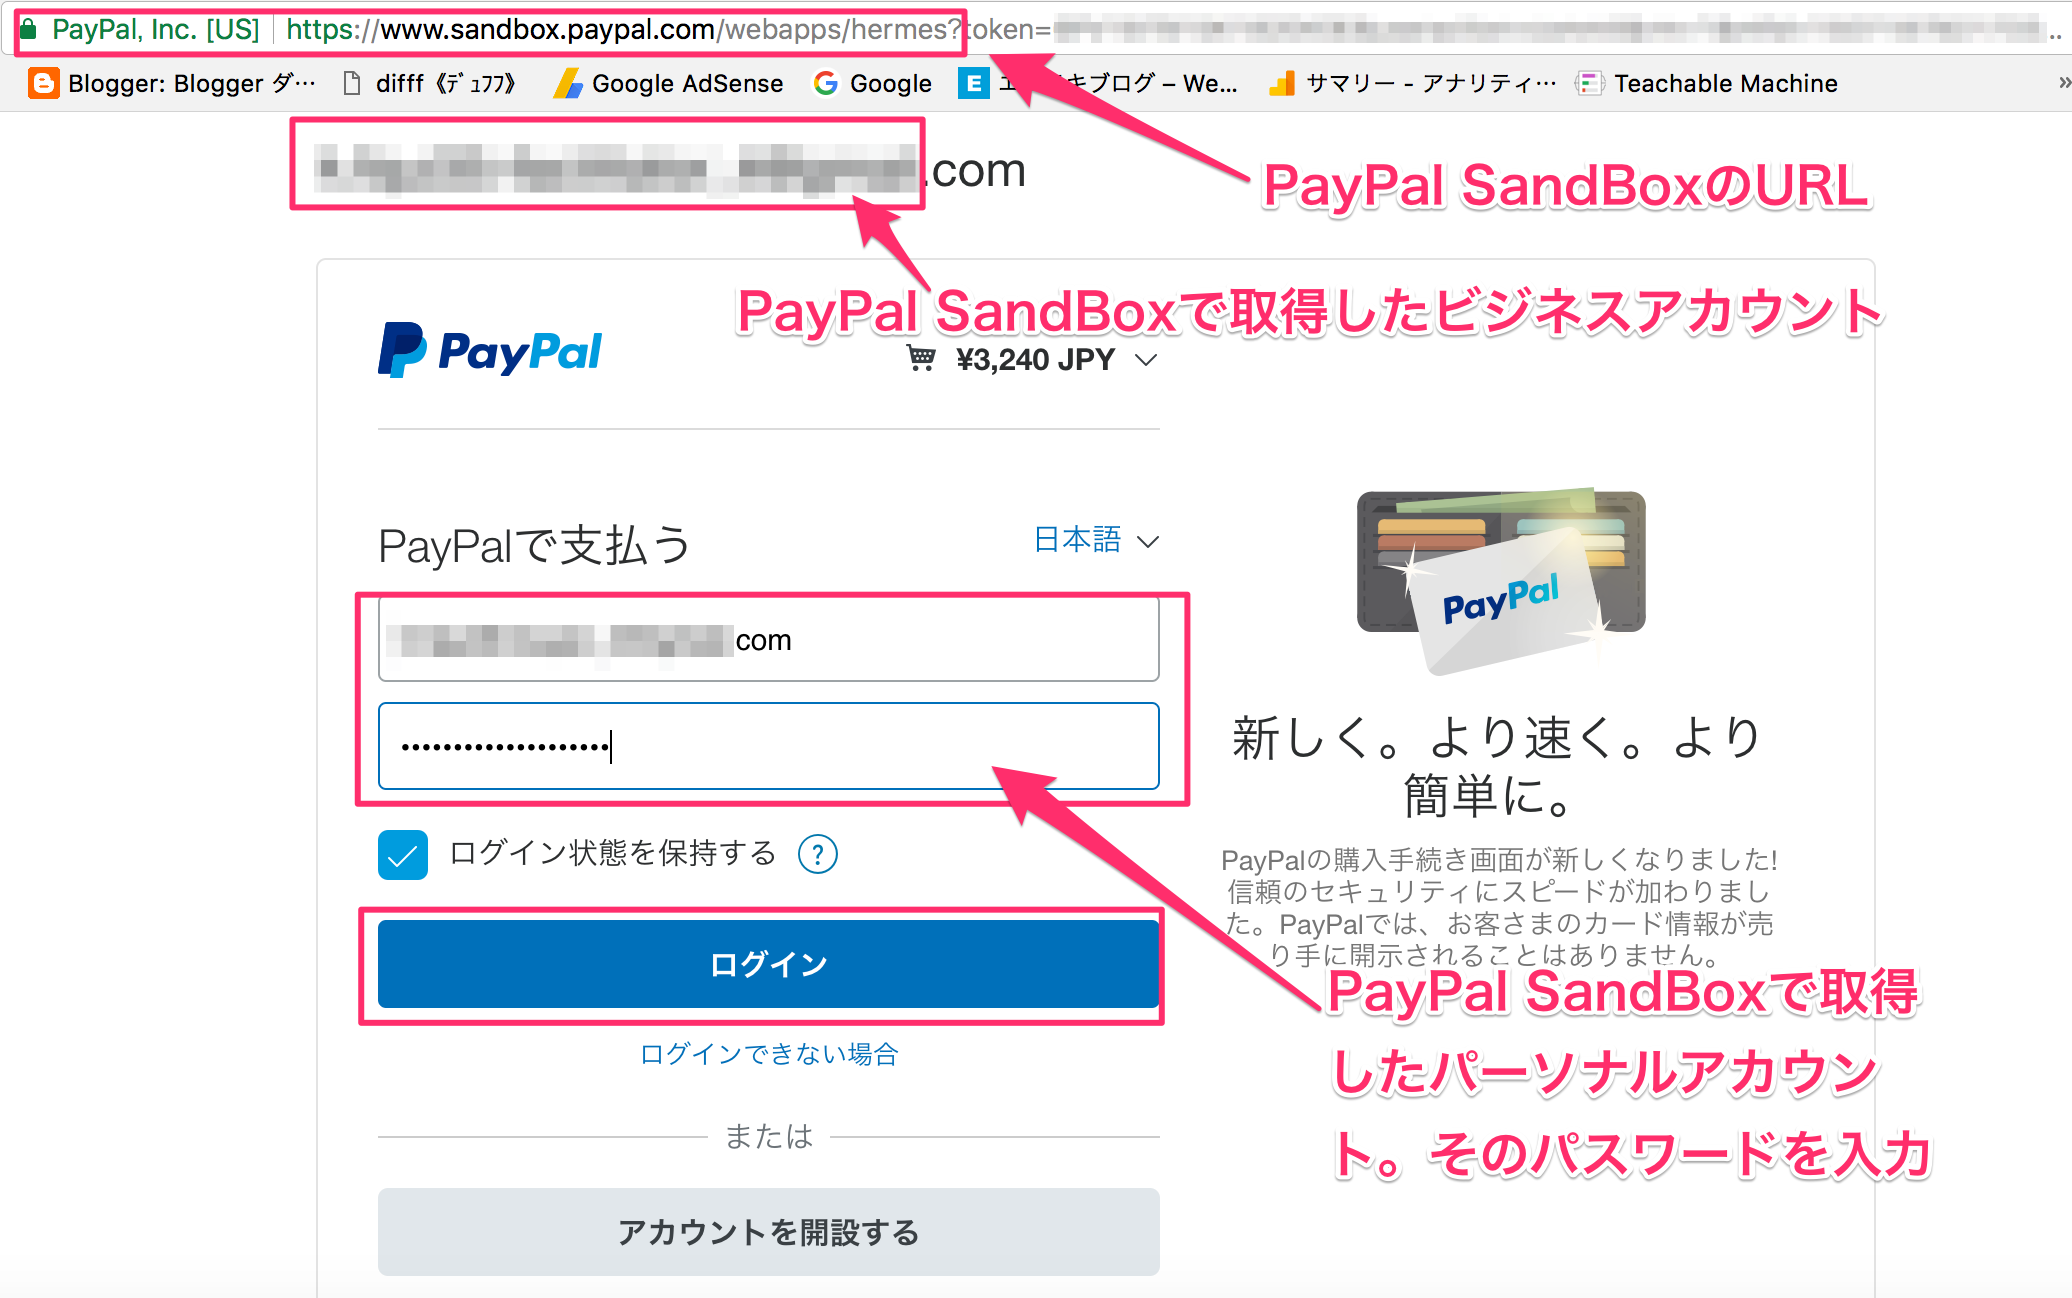 PayPal, Inc. [US] https://www.sandbox.paypal.com/webapps/hermes?token=
Blogger: Blogger ダ… difff《ﾃﾞｭﾌﾌ》 Google AdSense Google キブログ – We... サマリー - アナリティ… Teachable Machine »
.com
PayPal SandBoxのURL
PayPal SandBoxで取得したビジネスアカウント
PayPal ¥3,240 JPY
PayPalで支払う 日本語
com
•••••••••••••••••••
ログイン状態を保持する ?
ログイン
ログインできない場合
または
アカウントを開設する
PayPal
新しく。より速く。より
簡単に。
PayPalの購入手続き画面が新しくなりました!
信頼のセキュリティにスピードが加わりまし
た。PayPalでは、お客さまのカード情報が売
り手に開示されることはありません。
PayPal SandBoxで取得
したパーソナルアカウン
ト。そのパスワードを入力